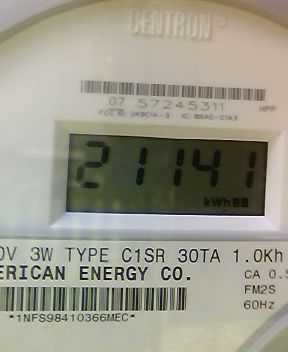 CENTRON
07 57245311
21141
kWh
0V 3W TYPE C1SR 30TA 1.0Kh
ERICAN ENERGY CO.
CA 0.5
FM2S
60Hz
*1NFS98410366MEC*